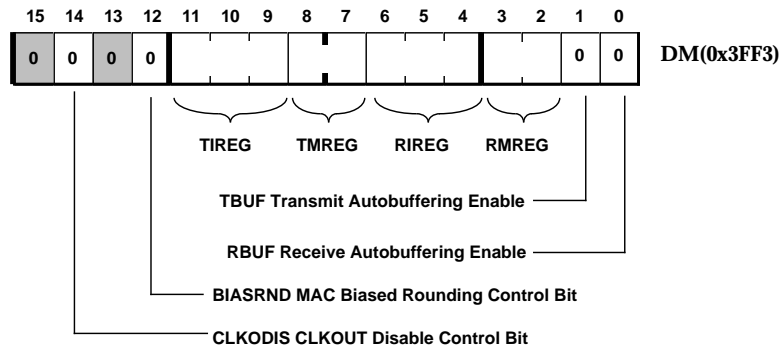 15 14 13 12 11 10 9 8 7 6 5 4 3 2 1 0
0 0 0 0 0 0 DM(0x3FF3)
TIREG TMREG RIREG RMREG
TBUF Transmit Autobuffering Enable
RBUF Receive Autobuffering Enable
BIASRND MAC Biased Rounding Control Bit
CLKODIS CLKOUT Disable Control Bit